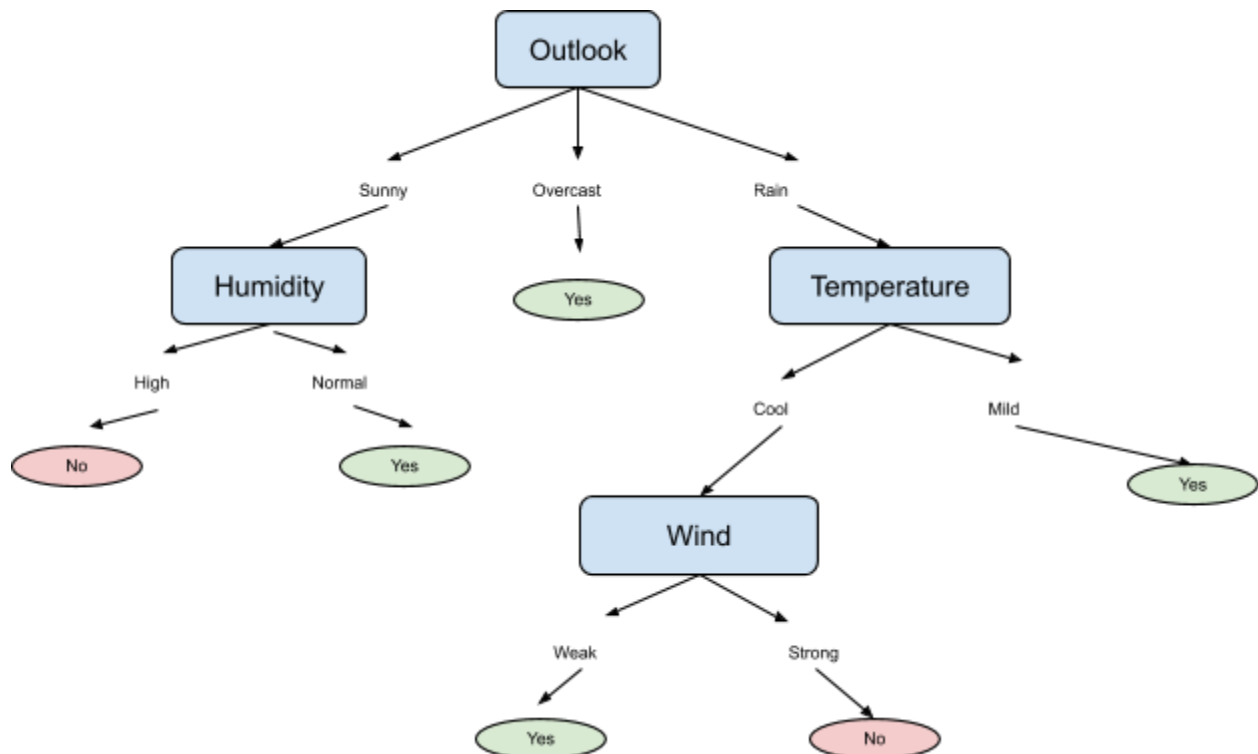 Outlook
Sunny
Overcast
Rain
Humidity
Yes
Temperature
High
Normal
Cool
Mild
No
Yes
Yes
Wind
Weak
Strong
Yes
No